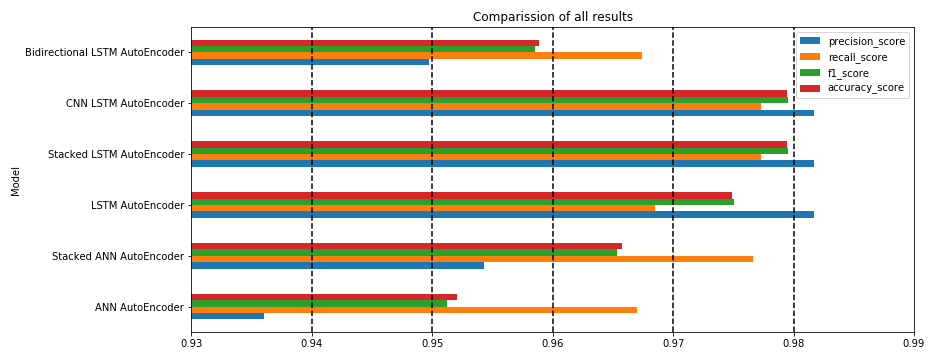 Comparission of all results
precision_score
recall_score
f1_score
accuracy_score
Model
Bidirectional LSTM AutoEncoder
CNN LSTM AutoEncoder
Stacked LSTM AutoEncoder
LSTM AutoEncoder
Stacked ANN AutoEncoder
ANN AutoEncoder
0.93 0.94 0.95 0.96 0.97 0.98 0.99